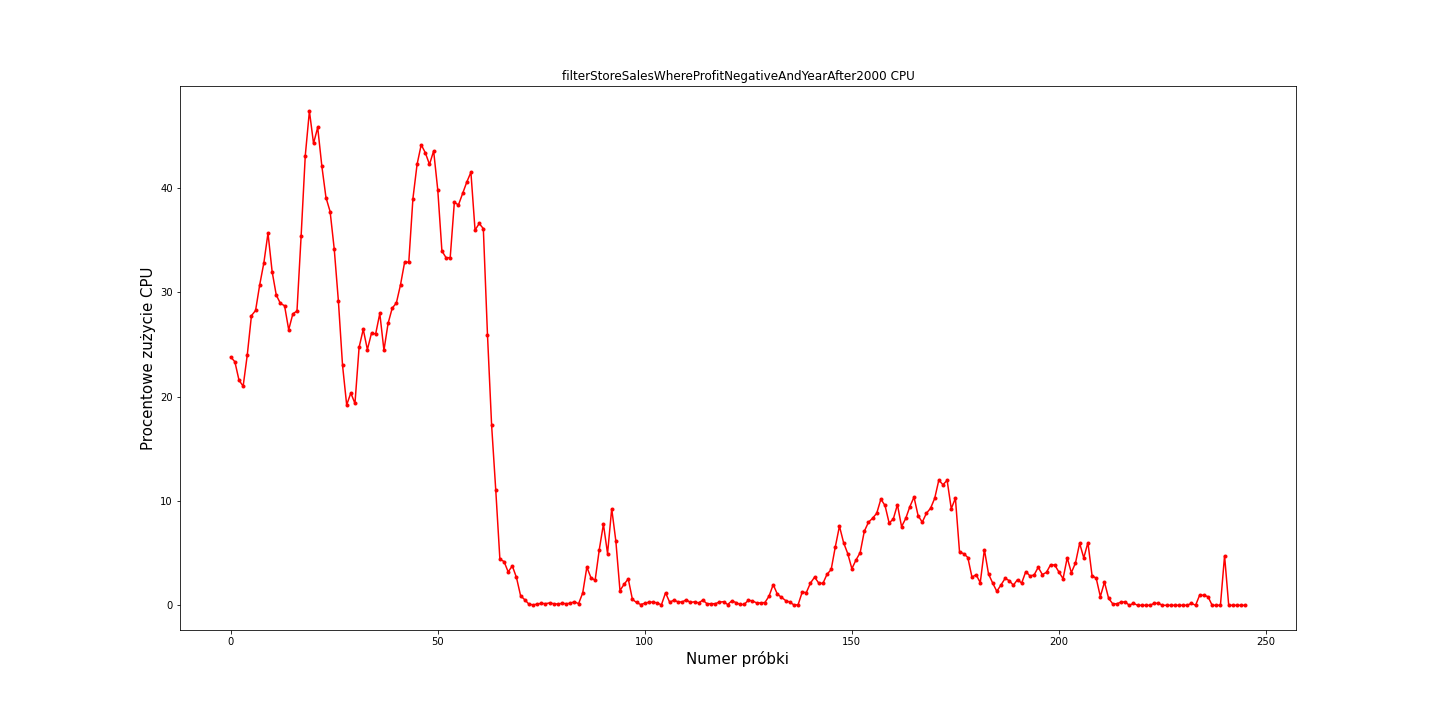 filterStoreSalesWhereProfitNegativeAndYearAfter2000 CPU
Procentowe zużycie CPU
40
30
20
10
0
0 50 100 150 200 250
Numer próbki